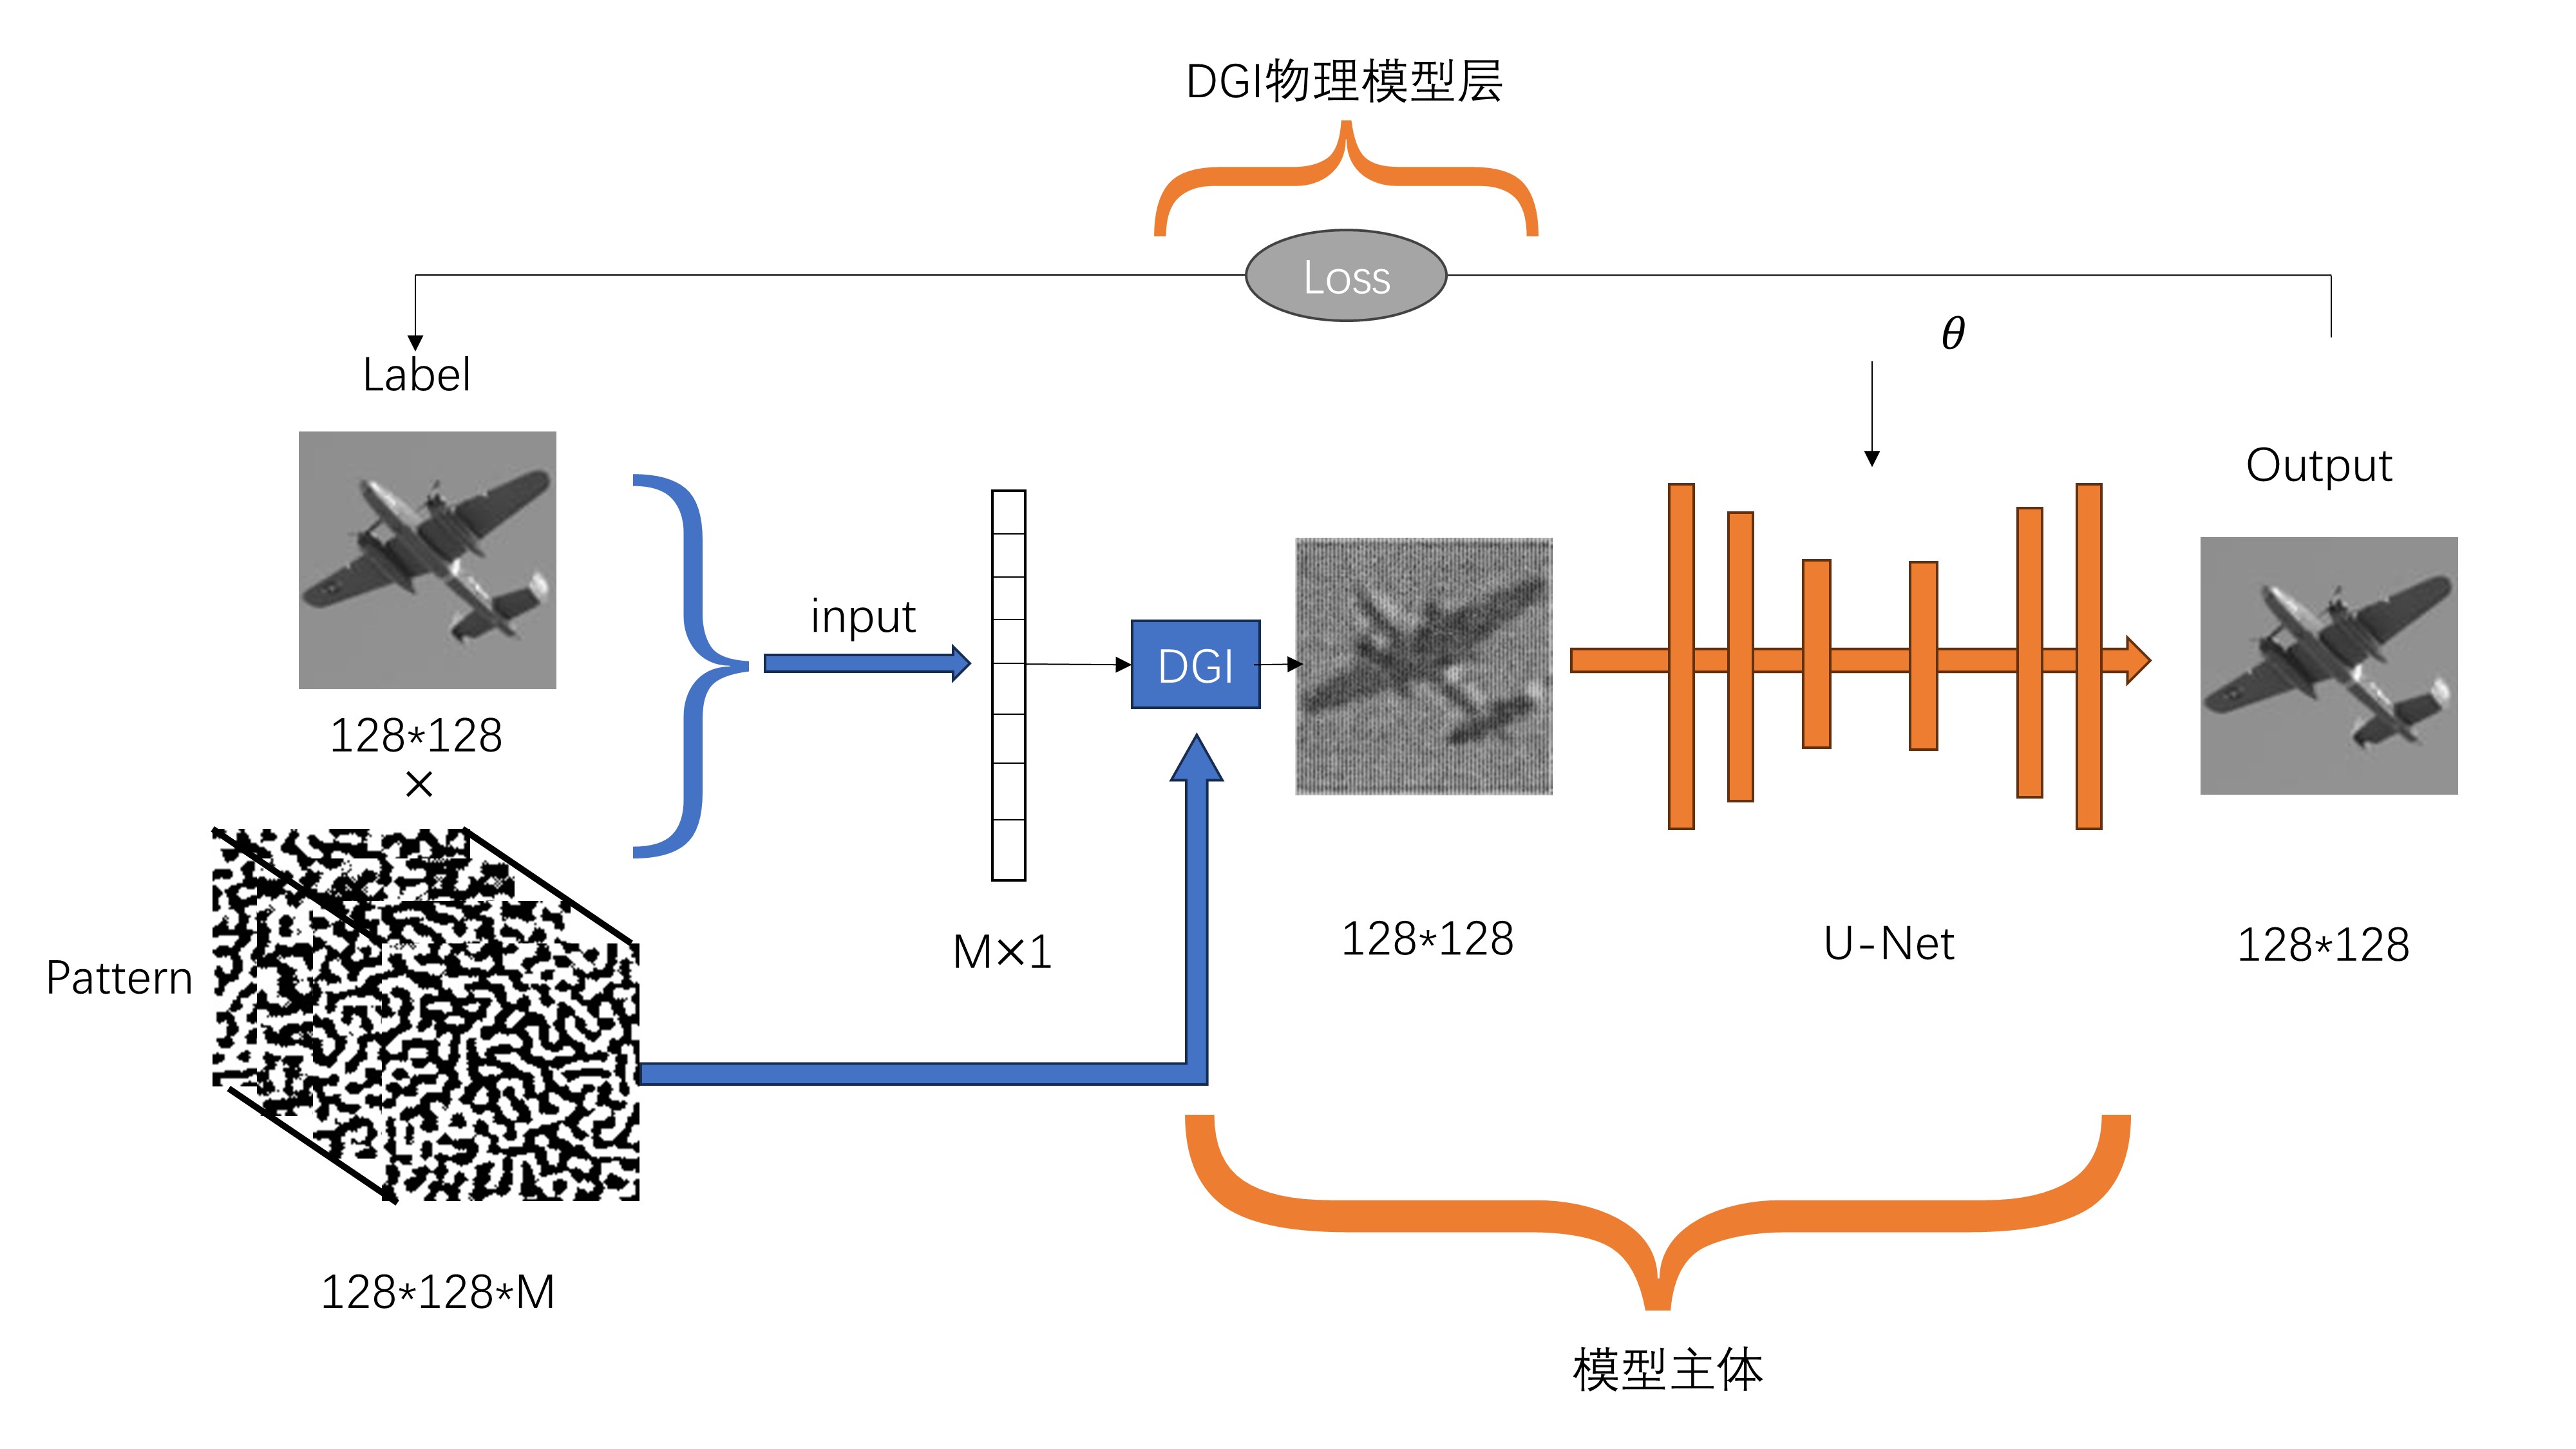 DGI物理模型层
Loss
θ
Label
Output
input
DGI
128*128
×
Pattern
M×1
128*128
U-Net
128*128
128*128*M
模型主体